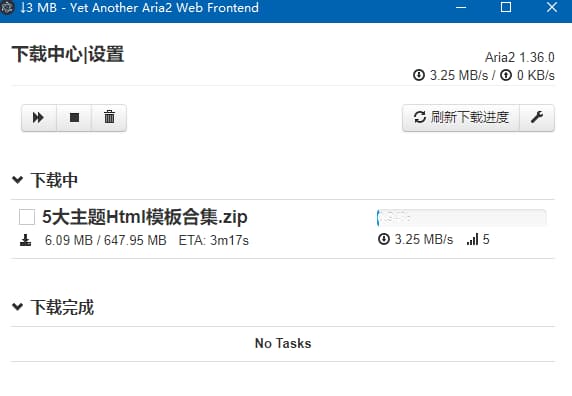 ↓3 MB - Yet Another Aria2 Web Frontend
下载中心|设置
Aria2 1.36.0
3.25 MB/s / 0 KB/s
刷新下载进度
下载中
5大主题Html模板合集.zip
6.09 MB / 647.95 MB ETA: 3m17s
3.25 MB/s 5
下载完成
No Tasks